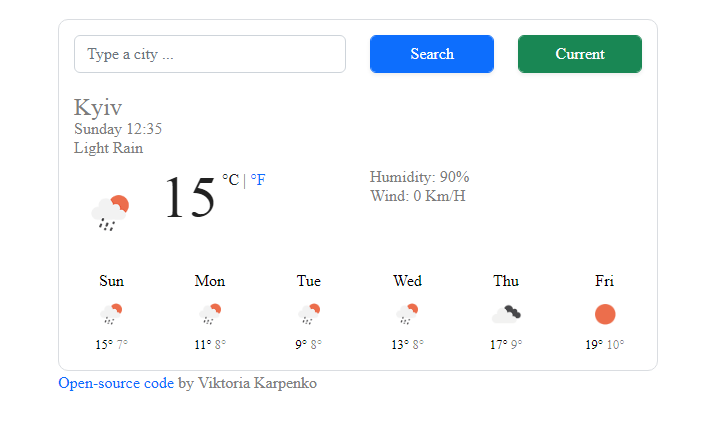 Type a city ...
Search
Current
Kyiv
Sunday 12:35
Light Rain
15 °C | °F
Humidity: 90%
Wind: 0 Km/H
Sun Mon Tue Wed Thu Fri
15° 7° 11° 8° 9° 8° 13° 8° 17° 9° 19° 10°
Open-source code by Viktoria Karpenko